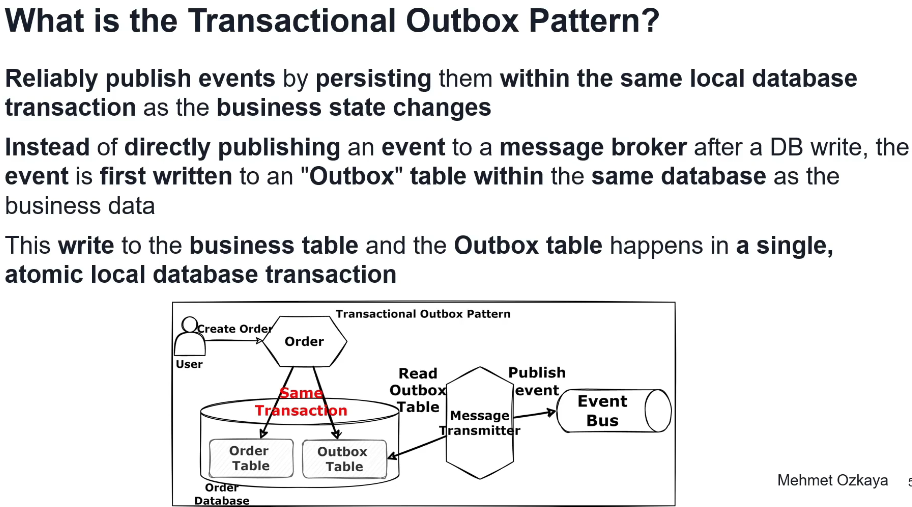 What is the Transactional Outbox Pattern?
Reliably publish events by persisting them within the same local database
transaction as the business state changes
Instead of directly publishing an event to a message broker after a DB write, the
event is first written to an "Outbox" table within the same database as the
business data
This write to the business table and the Outbox table happens in a single,
atomic local database transaction
Transactional Outbox Pattern
Create Order
Order
User
Same
Transaction
Read
Outbox
Table
Publish
event
Message
Transmitter
Event
Bus
Order
Table
Outbox
Table
Order
Database
Mehmet Ozkaya